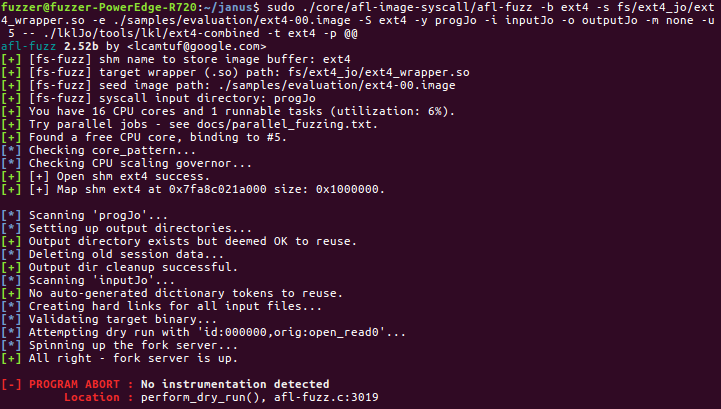 fuzzer@fuzzer-PowerEdge-R720:~/janus$ sudo ./core/afl-image-syscall/afl-fuzz -b ext4 -s fs/ext4_jo/ext
4_wrapper.so -e ./samples/evaluation/ext4-00.image -S ext4 -y progJo -i inputJo -o outputJo -m none -u
 5 -- ./lklJo/tools/lkl/ext4-combined -t ext4 -p @@
afl-fuzz 2.52b by <lcamtuf@google.com>
[+] [fs-fuzz] shm name to store image buffer: ext4
[+] [fs-fuzz] target wrapper (.so) path: fs/ext4_jo/ext4_wrapper.so
[+] [fs-fuzz] seed image path: ./samples/evaluation/ext4-00.image
[+] [fs-fuzz] syscall input directory: progJo
[+] You have 16 CPU cores and 1 runnable tasks (utilization: 6%).
[+] Try parallel jobs - see docs/parallel_fuzzing.txt.
[+] Found a free CPU core, binding to #5.
[*] Checking core_pattern...
[*] Checking CPU scaling governor...
[+] [+] Open shm ext4 success.
[+] [+] Map shm ext4 at 0x7fa8c021a000 size: 0x1000000.
[*] Scanning 'progJo'...
[*] Setting up output directories...
[+] Output directory exists but deemed OK to reuse.
[*] Deleting old session data...
[+] Output dir cleanup successful.
[*] Scanning 'inputJo'...
[+] No auto-generated dictionary tokens to reuse.
[*] Creating hard links for all input files...
[*] Validating target binary...
[*] Attempting dry run with 'id:000000,orig:open_read0'...
[*] Spinning up the fork server...
[+] All right - fork server is up.
[-] PROGRAM ABORT : No instrumentation detected
Location : perform_dry_run(), afl-fuzz.c:3019